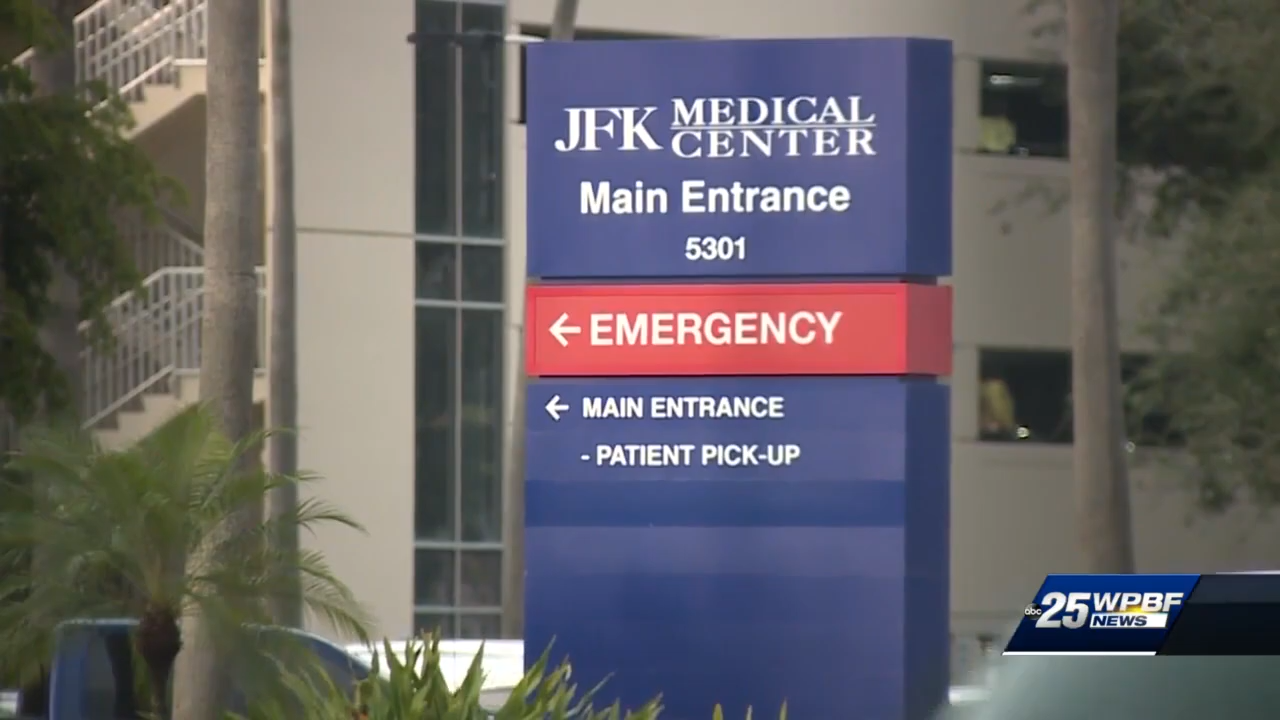 JFK MEDICAL CENTER
Main Entrance
5301
← EMERGENCY
← MAIN ENTRANCE
- PATIENT PICK-UP
abc 25 WPBF NEWS